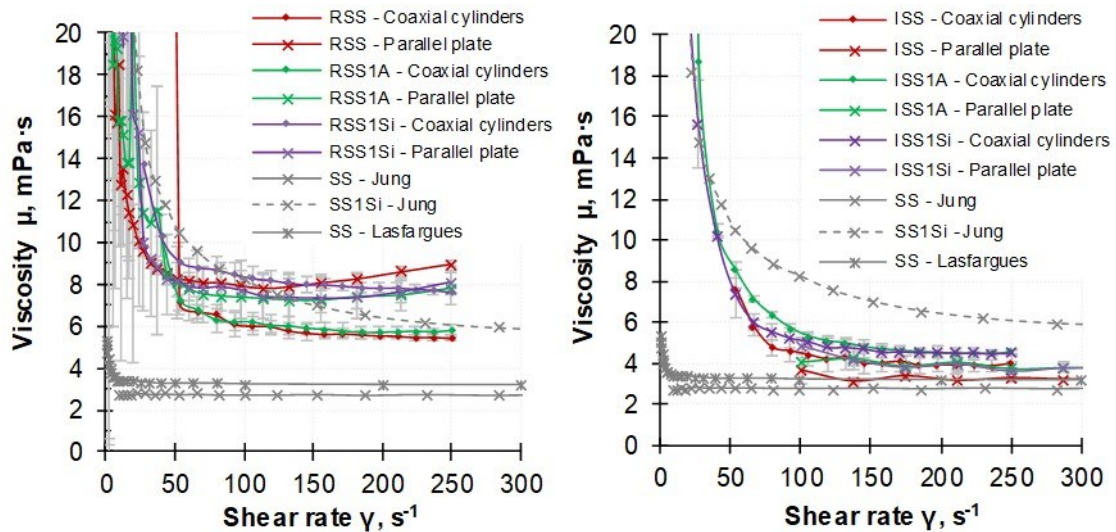 RSS - Coaxial cylinders
RSS - Parallel plate
RSS1A - Coaxial cylinders
RSS1A - Parallel plate
RSS1Si - Coaxial cylinders
RSS1Si - Parallel plate
SS - Jung
SS1Si - Jung
SS - Lasfargues
20
18
16
14
12
10
8
6
4
2
0
Viscosity μ, mPa·s
0 50 100 150 200 250 300
Shear rate γ, s-1
ISS - Coaxial cylinders
ISS - Parallel plate
ISS1A - Coaxial cylinders
ISS1A - Parallel plate
ISS1Si - Coaxial cylinders
ISS1Si - Parallel plate
SS - Jung
SS1Si -Jung
SS - Lasfargues
20
18
16
14
12
10
8
6
4
2
0
Viscosity μ, mPa·s
0 50 100 150 200 250 300
Shear rate γ, s-1